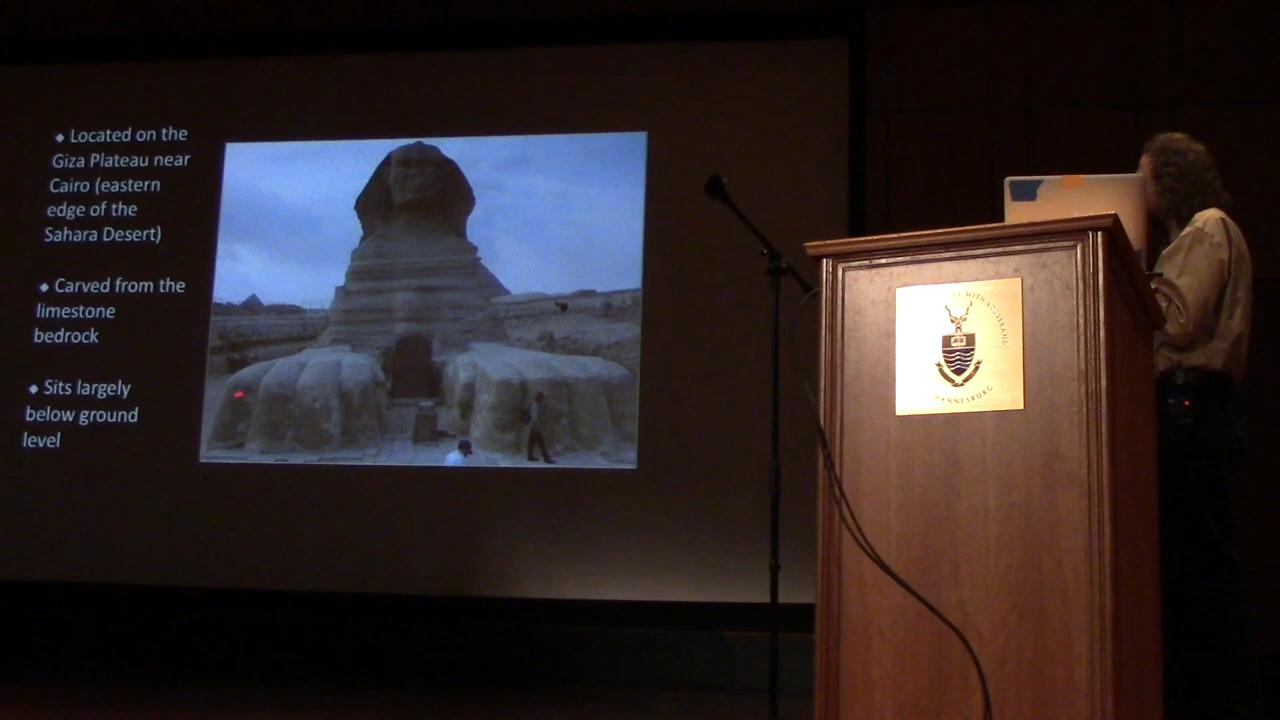 ◆ Located on the
Giza Plateau near
Cairo (eastern
edge of the
Sahara Desert)
◆ Carved from the
limestone
bedrock
◆ Sits largely
below ground
level
WITWATERSRAND